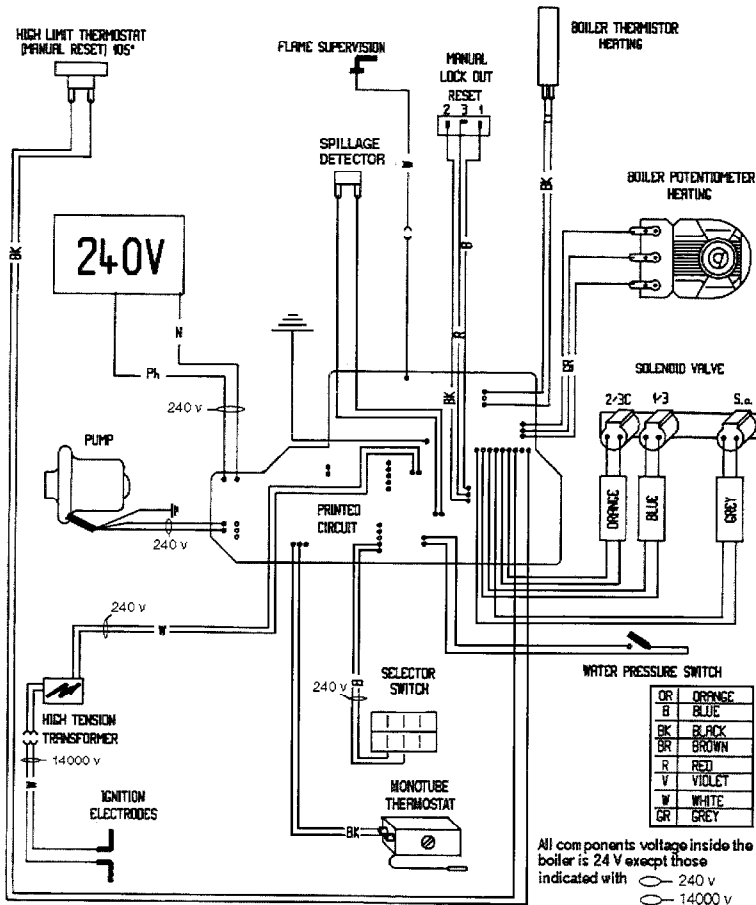 HIGH LIMIT THERMOSTAT
(MANUAL RESET) 105°
FLAME SUPERVISION
MANUAL
LOCK OUT
RESET
2 3 1
BOILER THERMISTOR
HEATING
SPILLAGE
DETECTOR
W
BK
BOILER POTENTIOMETER
HEATING
BK
240V
B
N
R
Ph
GR
BK
SOLENOID VALVE
2/3C
1/3
S.a.
240 v
PUMP
PRINTED
CIRCUIT
ORANGE
BLUE
GREY
240 v
240 v
W
B
WATER PRESSURE SWITCH
240 v
SELECTOR
SWITCH
HIGH TENSION
TRANSFORMER
14000 v
W
IGNITION
ELECTRODES
MONOTUBE
THERMOSTAT
BK
OR ORANGE
B BLUE
BK BLACK
BR BROWN
R RED
V VIOLET
W WHITE
GR GREY
All components voltage inside the
boiler is 24 V except those
indicated with 240 v
14000 v